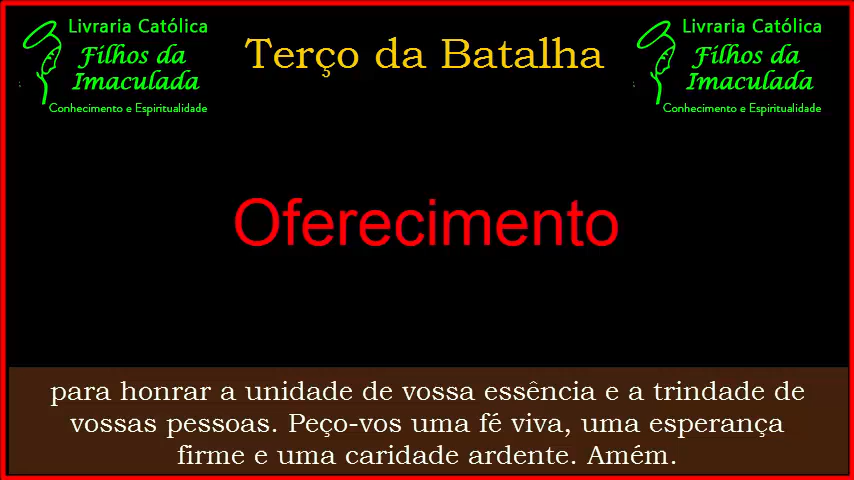 Livraria Católica
Filhos da
Imaculada
Conhecimento e Espiritualidade
Terço da Batalha
Livraria Católica
Filhos da
Imaculada
Conhecimento e Espiritualidade
Oferecimento
para honrar a unidade de vossa essência e a trindade de
vossas pessoas. Peço-vos uma fé viva, uma esperança
firme e uma caridade ardente. Amém.